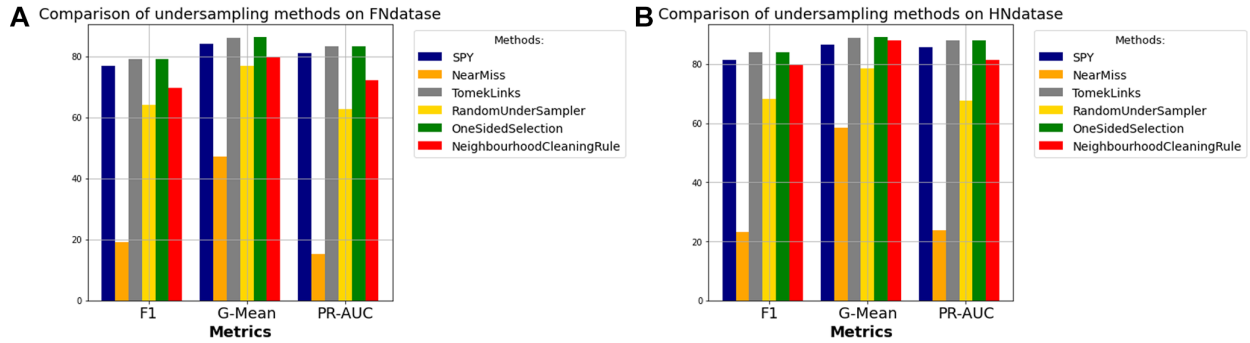 A
Comparison of undersampling methods on FNdatase
80
60
40
20
0
F1 G-Mean PR-AUC
Metrics
Methods:
SPY
NearMiss
TomekLinks
RandomUnderSampler
OneSidedSelection
NeighbourhoodCleaningRule
B
Comparison of undersampling methods on HNdatase
80
60
40
20
0
F1 G-Mean PR-AUC
Metrics
Methods:
SPY
NearMiss
TomekLinks
RandomUnderSampler
OneSidedSelection
NeighbourhoodCleaningRule